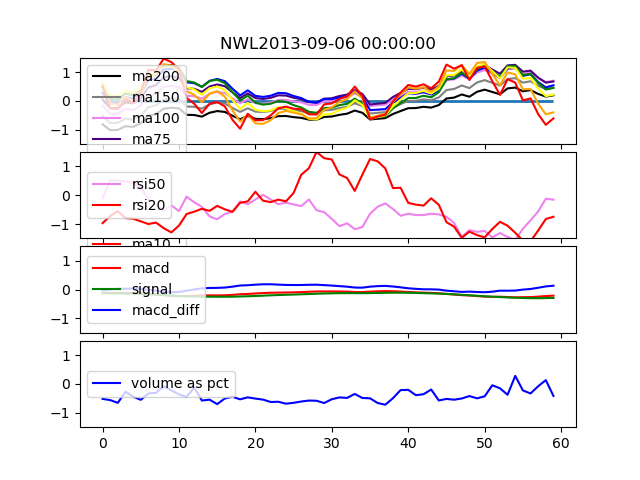 NWL2013-09-06 00:00:00
1
0
−1
ma200
ma150
ma100
ma75
1
0
−1
rsi50
rsi20
ma10
1
0
−1
macd
signal
macd_diff
1
0
−1
volume as pct
0 10 20 30 40 50 60